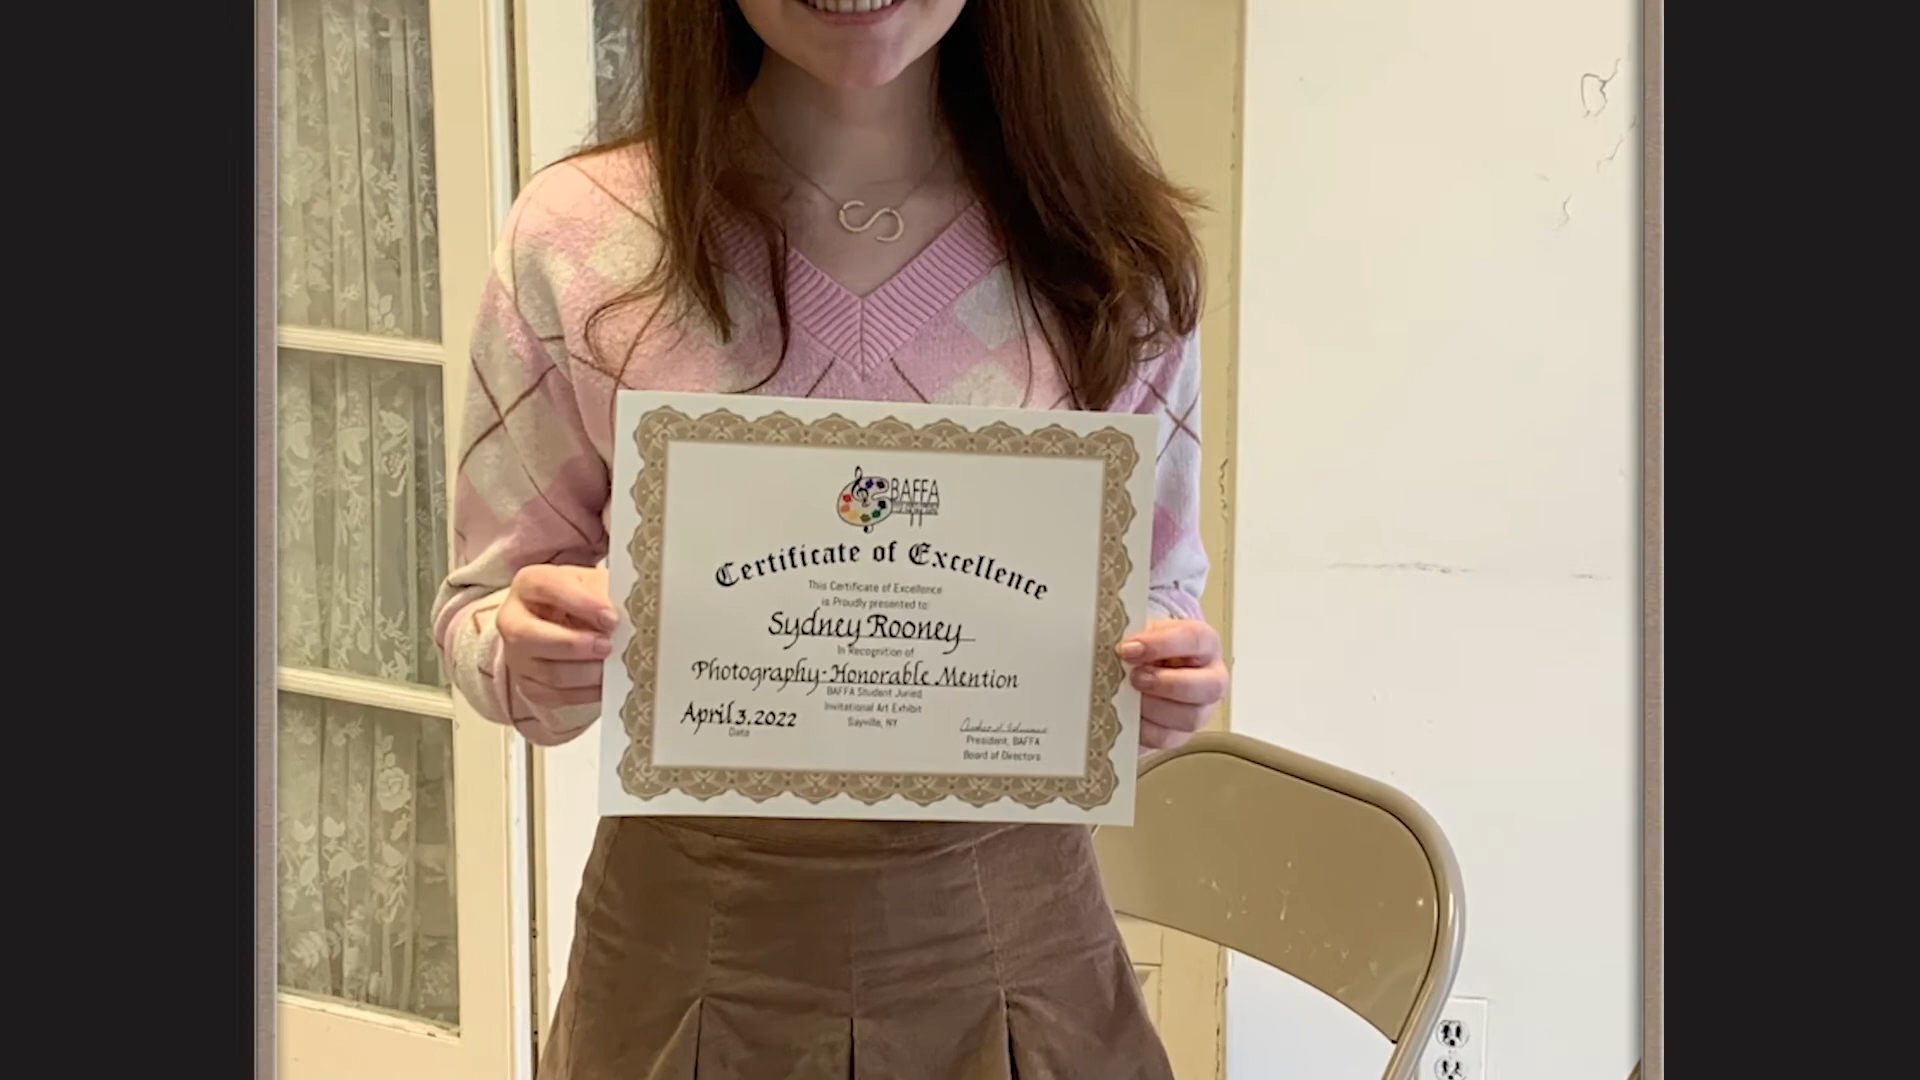 BAFFA
Certificate of Excellence
This Certificate of Excellence
is Proudly presented to:
Sydney Rooney
In Recognition of
Photography-Honorable Mention
BAFFA Student Juried
Invitational Art Exhibit
Sayville, NY
April 3, 2022
Date
President, BAFFA
Board of Directors